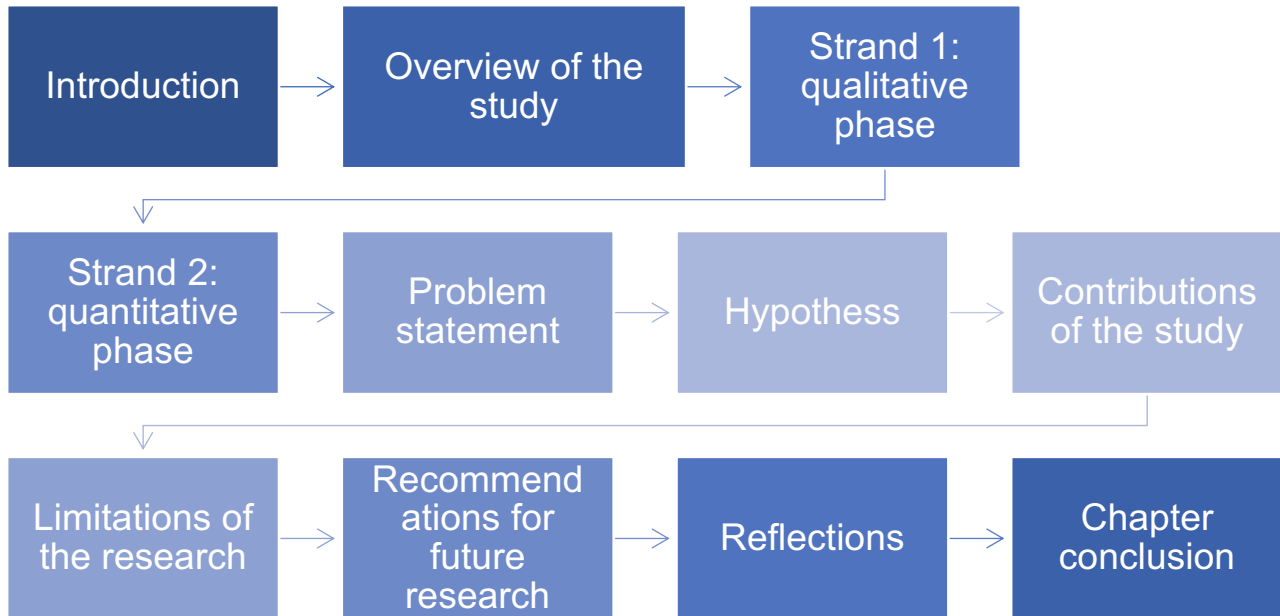 Introduction
Overview of the
study
Strand 1:
qualitative
phase
Strand 2:
quantitative
phase
Problem
statement
Hypothess
Contributions
of the study
Limitations of
the research
Recommend
ations for
future
research
Reflections
Chapter
conclusion